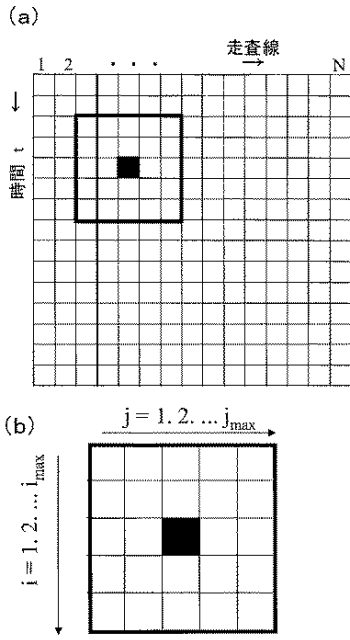 (a)
走査線
→
1 2 · · · N
↓
時間 t
(b)
j = 1. 2. ... jmax
i = 1. 2. ... imax